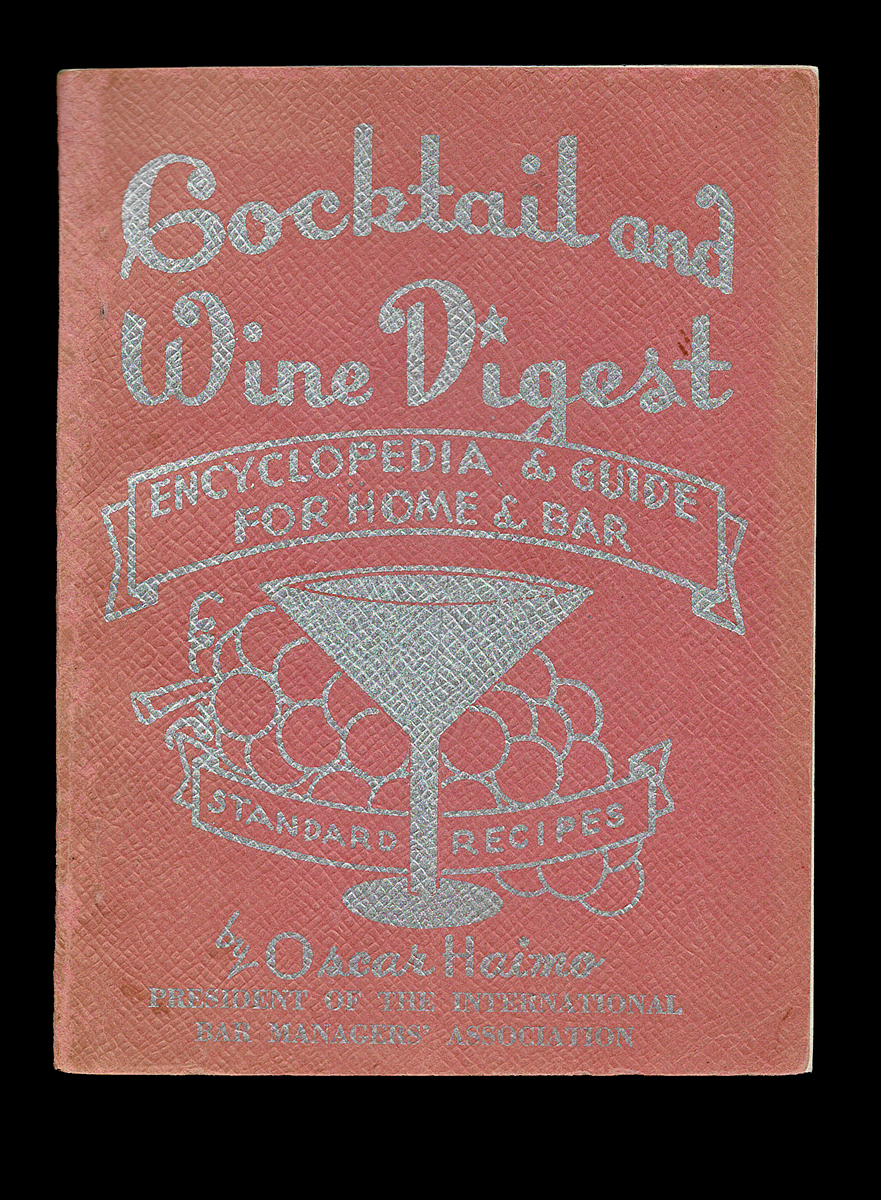 Cocktail and
Wine Digest
ENCYCLOPEDIA & GUIDE
FOR HOME & BAR
STANDARD RECIPES
by Oscar Haimo
PRESIDENT OF THE INTERNATIONAL
BAR MANAGERS' ASSOCIATION